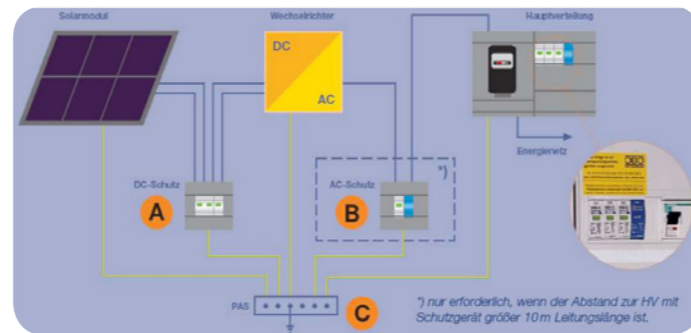 Solarmodul
Wechselrichter
Hauptverteilung
DC
AC
Energienetz
DC-Schutz
AC-Schutz
*)
A
B
PAS
C
*) nur erforderlich, wenn der Abstand zur HV mit
Schutzgerät größer 10 m Leitungslänge ist.